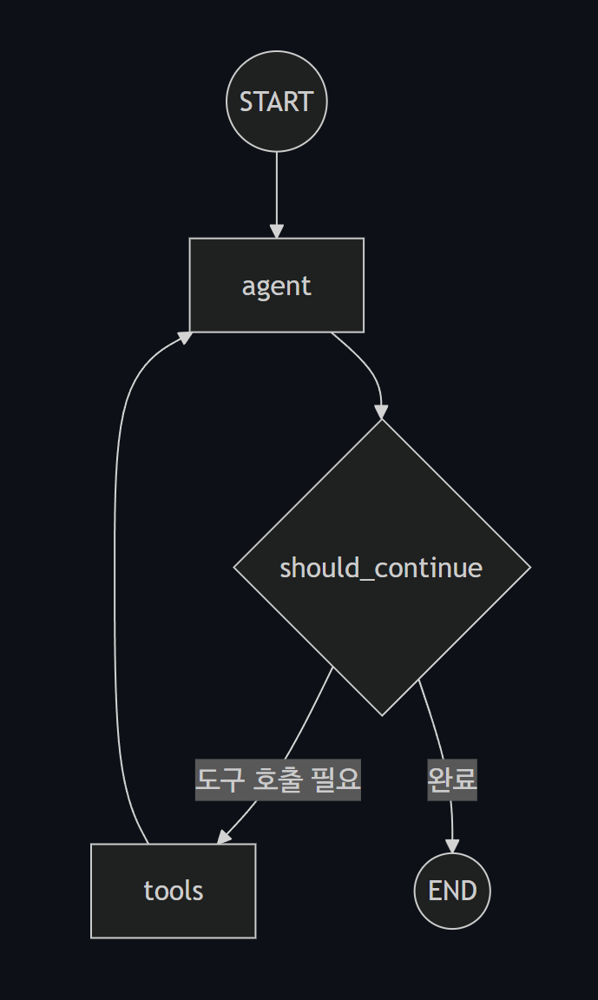 START
agent
should_continue
도구 호출 필요
완료
tools
END